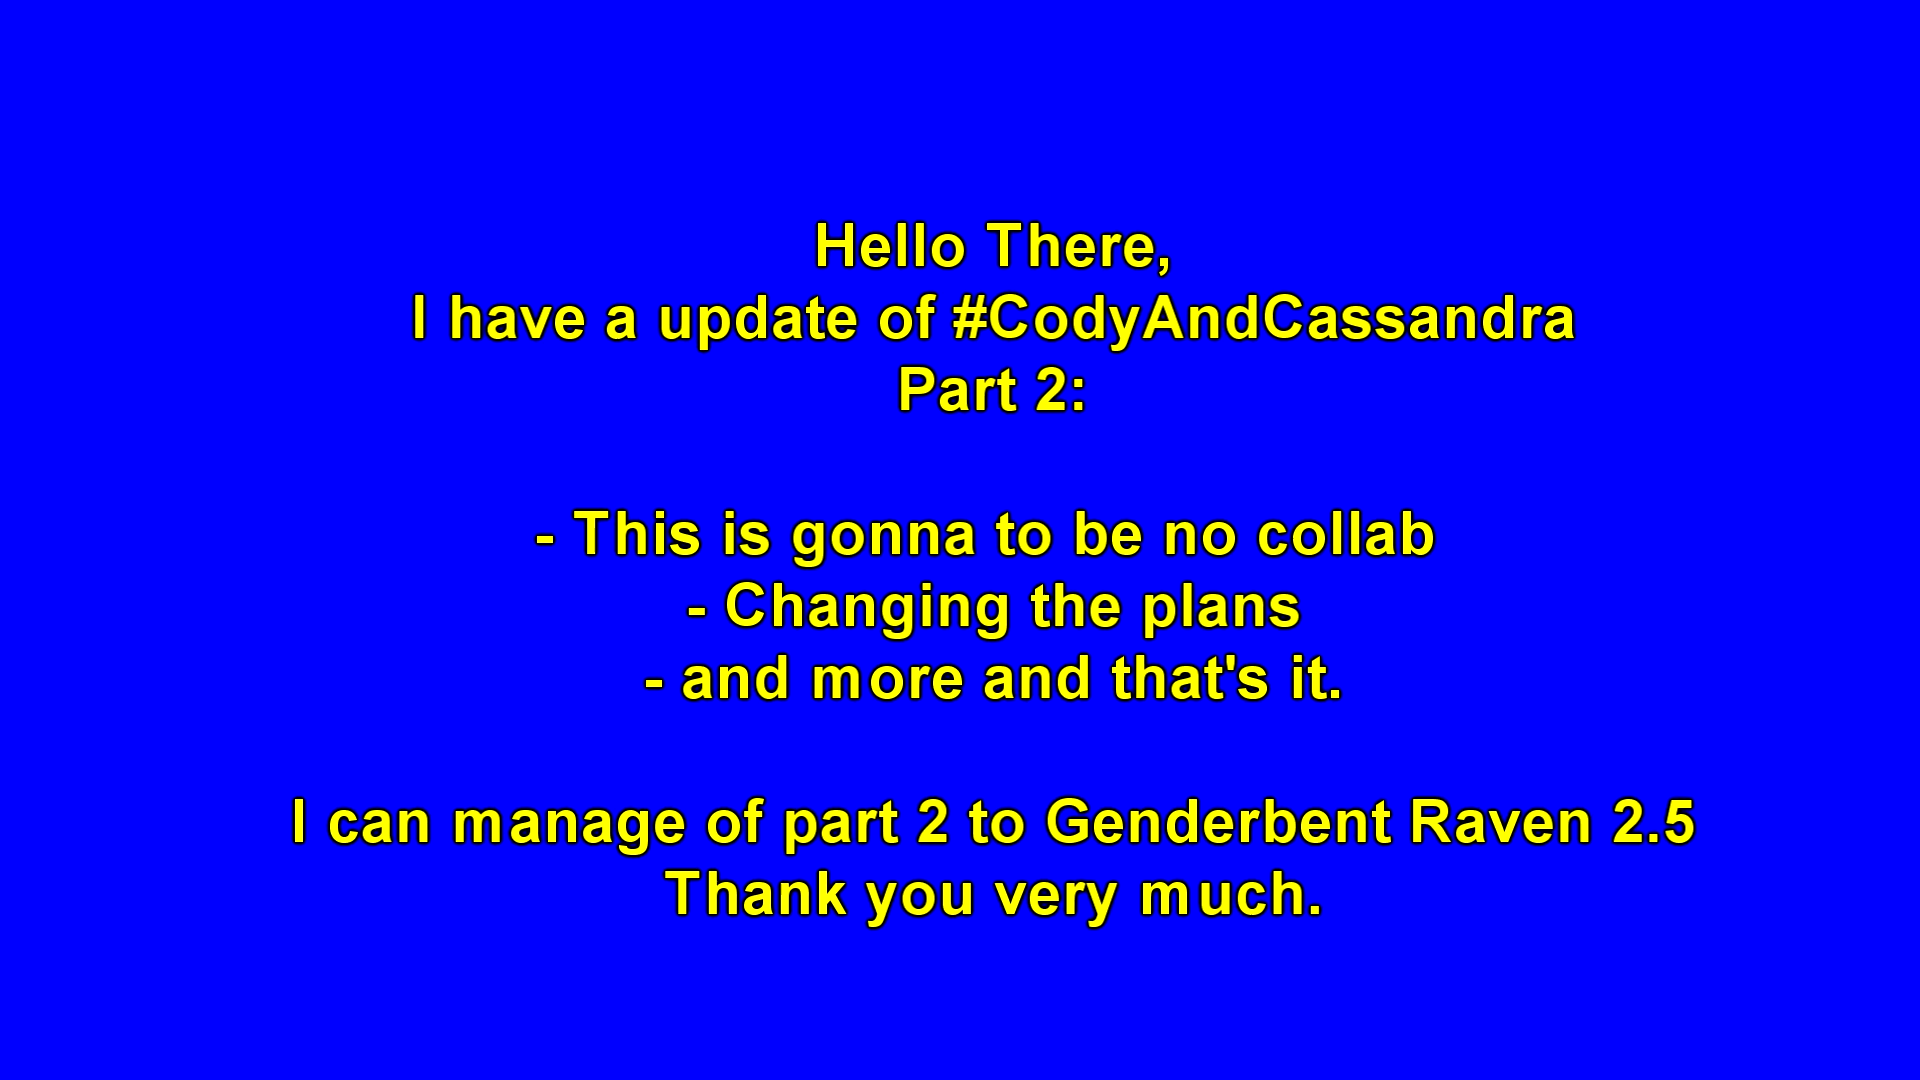 Hello There,
I have a update of #CodyAndCassandra
Part 2:
- This is gonna to be no collab
- Changing the plans
- and more and that's it.
I can manage of part 2 to Genderbent Raven 2.5
Thank you very much.